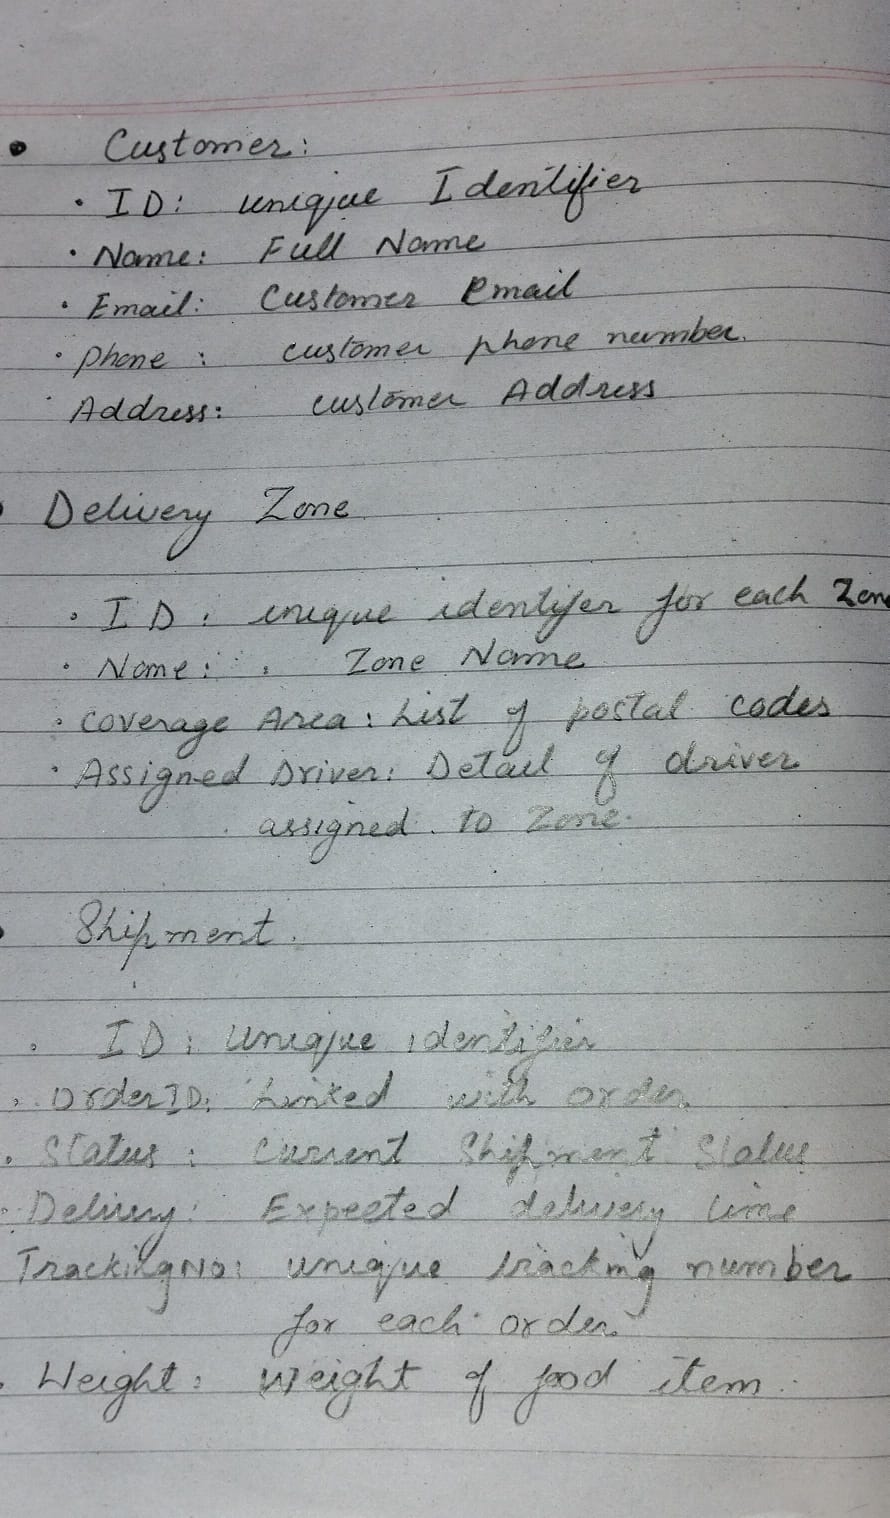 • Customer:
· ID: unique Identifier
· Name: Full Name
· Email: Customer email
· Phone : customer phone number.
· Address: customer Address
• Delivery Zone
· ID : unique identifer for each Zone
· Name: : Zone Name
· Coverage Area: List of postal codes
· Assigned Driver: Detail of driver
assigned to Zone.
• Shipment.
· ID: Unique identifier
· OrderID: Linked with order.
· Status : Current Shipment Status
· Delivery: Expected delivery time
TrackingNo: unique tracking number
for each order.
· Weight: Weight of food item.